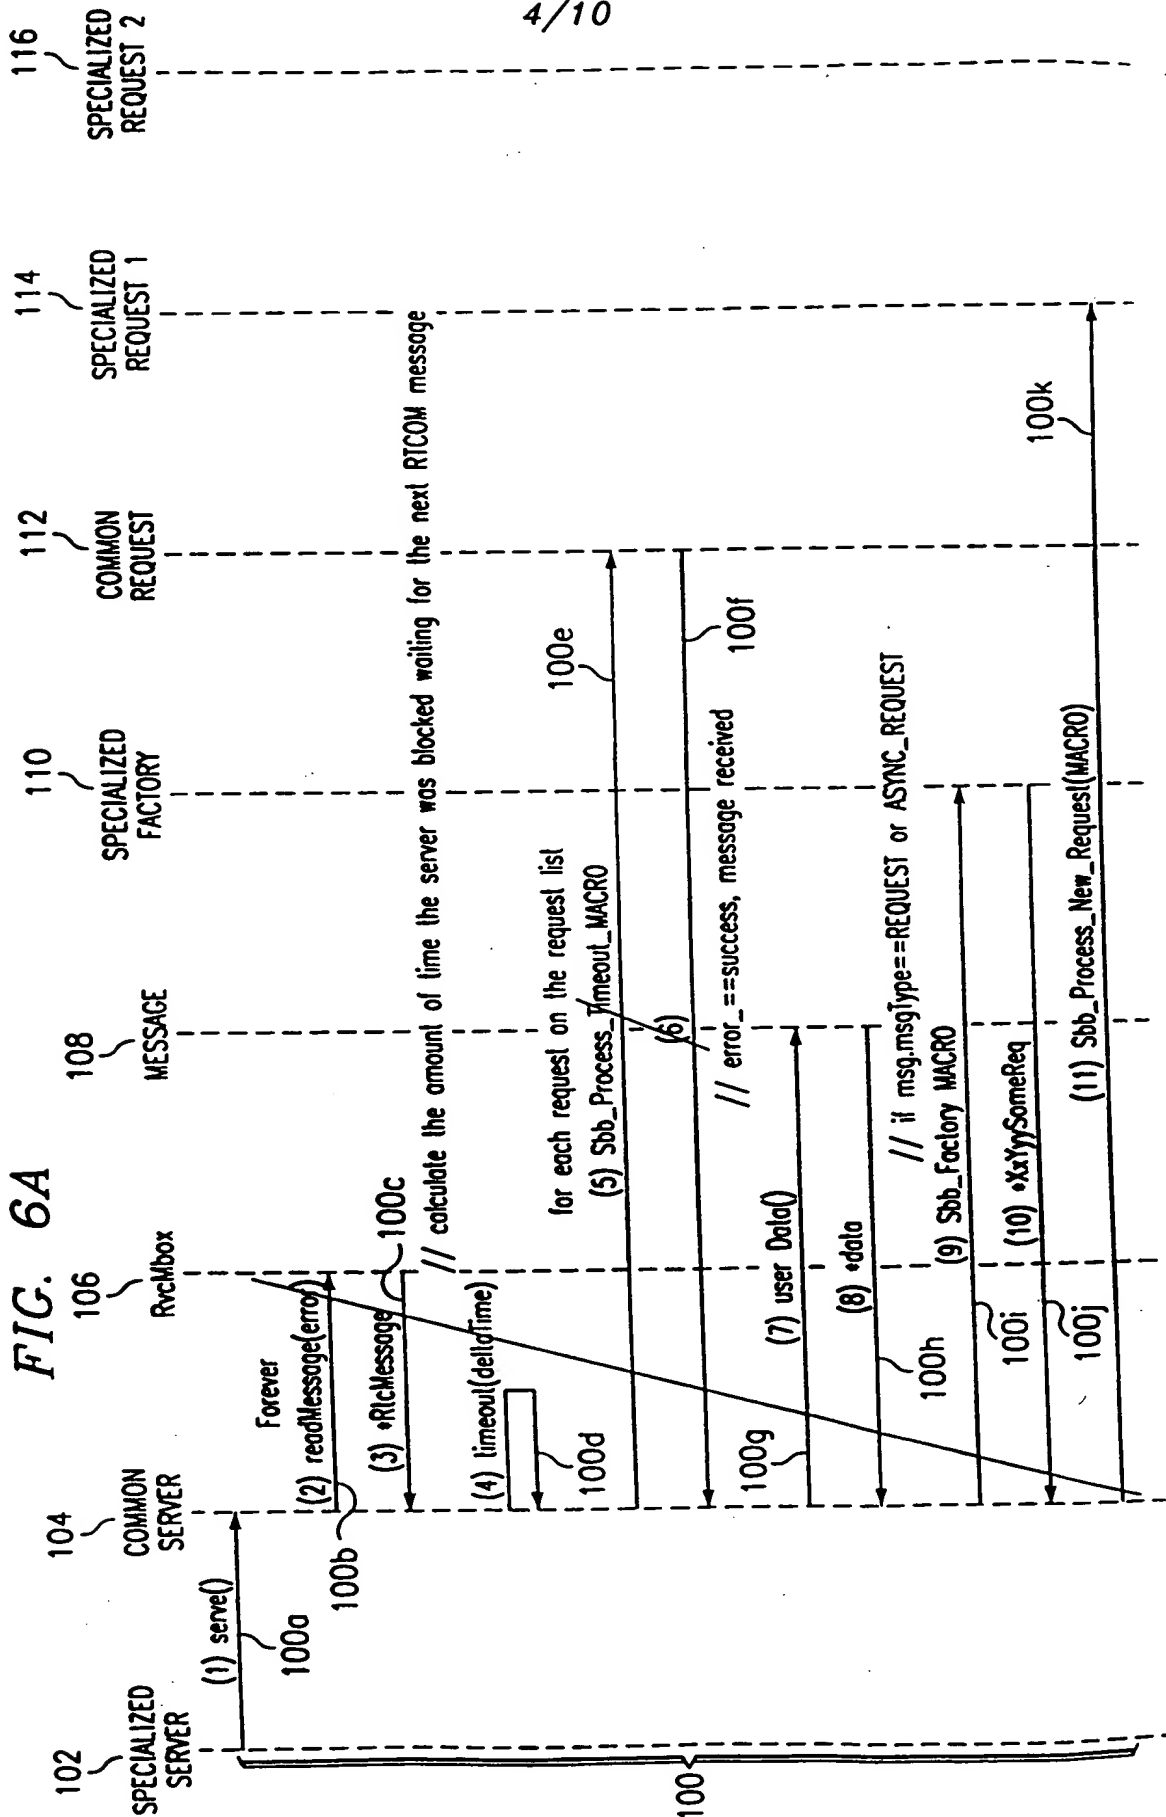 4/10
FIG. 6A
102
SPECIALIZED
SERVER
104
COMMON
SERVER
106
RvcMbox
108
MESSAGE
110
SPECIALIZED
FACTORY
112
COMMON
REQUEST
114
SPECIALIZED
REQUEST 1
116
SPECIALIZED
REQUEST 2
(1) serve()
100a
Forever
(2) readMessage(error)
100b
(3) *RtcMessage
100c
// calculate the amount of time the server was blocked waiting for the next RTCOM message
(4) timeout(deltaTime)
100d
for each request on the request list
(5) Sbb_Process_Timeout_MACRO
100e
(6)
100f
// error_==success, message received
(7) user Data()
100g
(8) *data
100h
// if msg.msgType==REQUEST or ASYNC_REQUEST
(9) Sbb_Factory MACRO
100i
(10) *XxYySomeReq
100j
(11) Sbb_Process_New_Request(MACRO)
100k
100